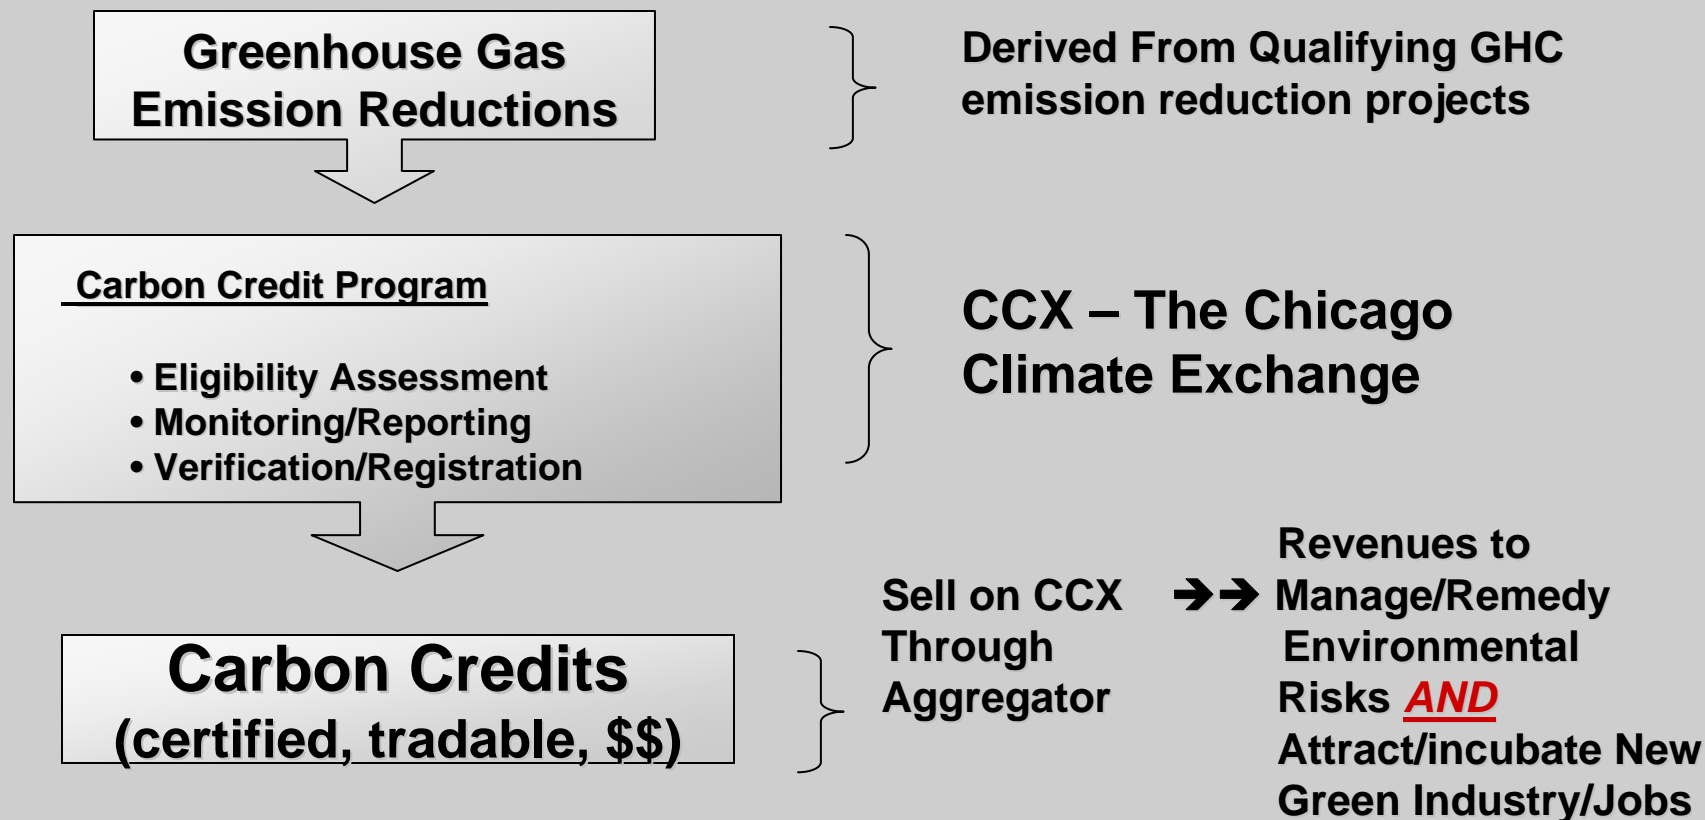 Greenhouse Gas
Emission Reductions
Derived From Qualifying GHC
emission reduction projects
Carbon Credit Program
• Eligibility Assessment
• Monitoring/Reporting
• Verification/Registration
CCX – The Chicago
Climate Exchange
Carbon Credits
(certified, tradable, $$)
Sell on CCX
Through
Aggregator
➔➔
Revenues to
Manage/Remedy
Environmental
Risks AND
Attract/incubate New
Green Industry/Jobs